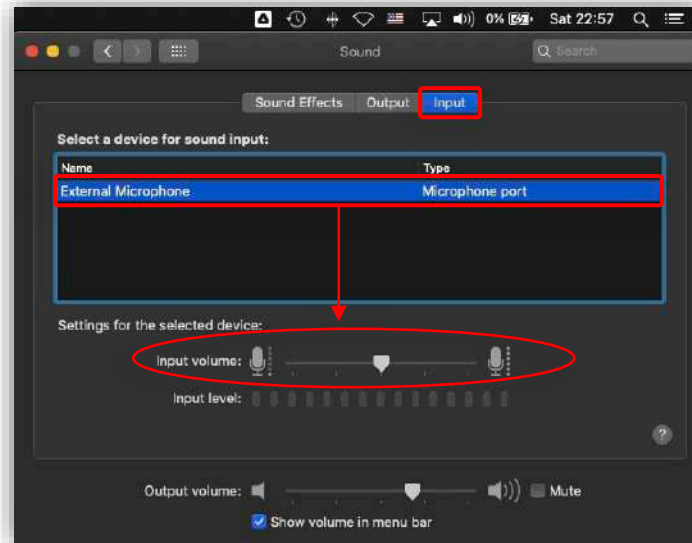 0% Sat 22:57
Sound Search
Sound Effects Output Input
Select a device for sound input:
Name Type
External Microphone Microphone port
Settings for the selected device:
Input volume:
Input level:
?
Output volume: Mute
Show volume in menu bar